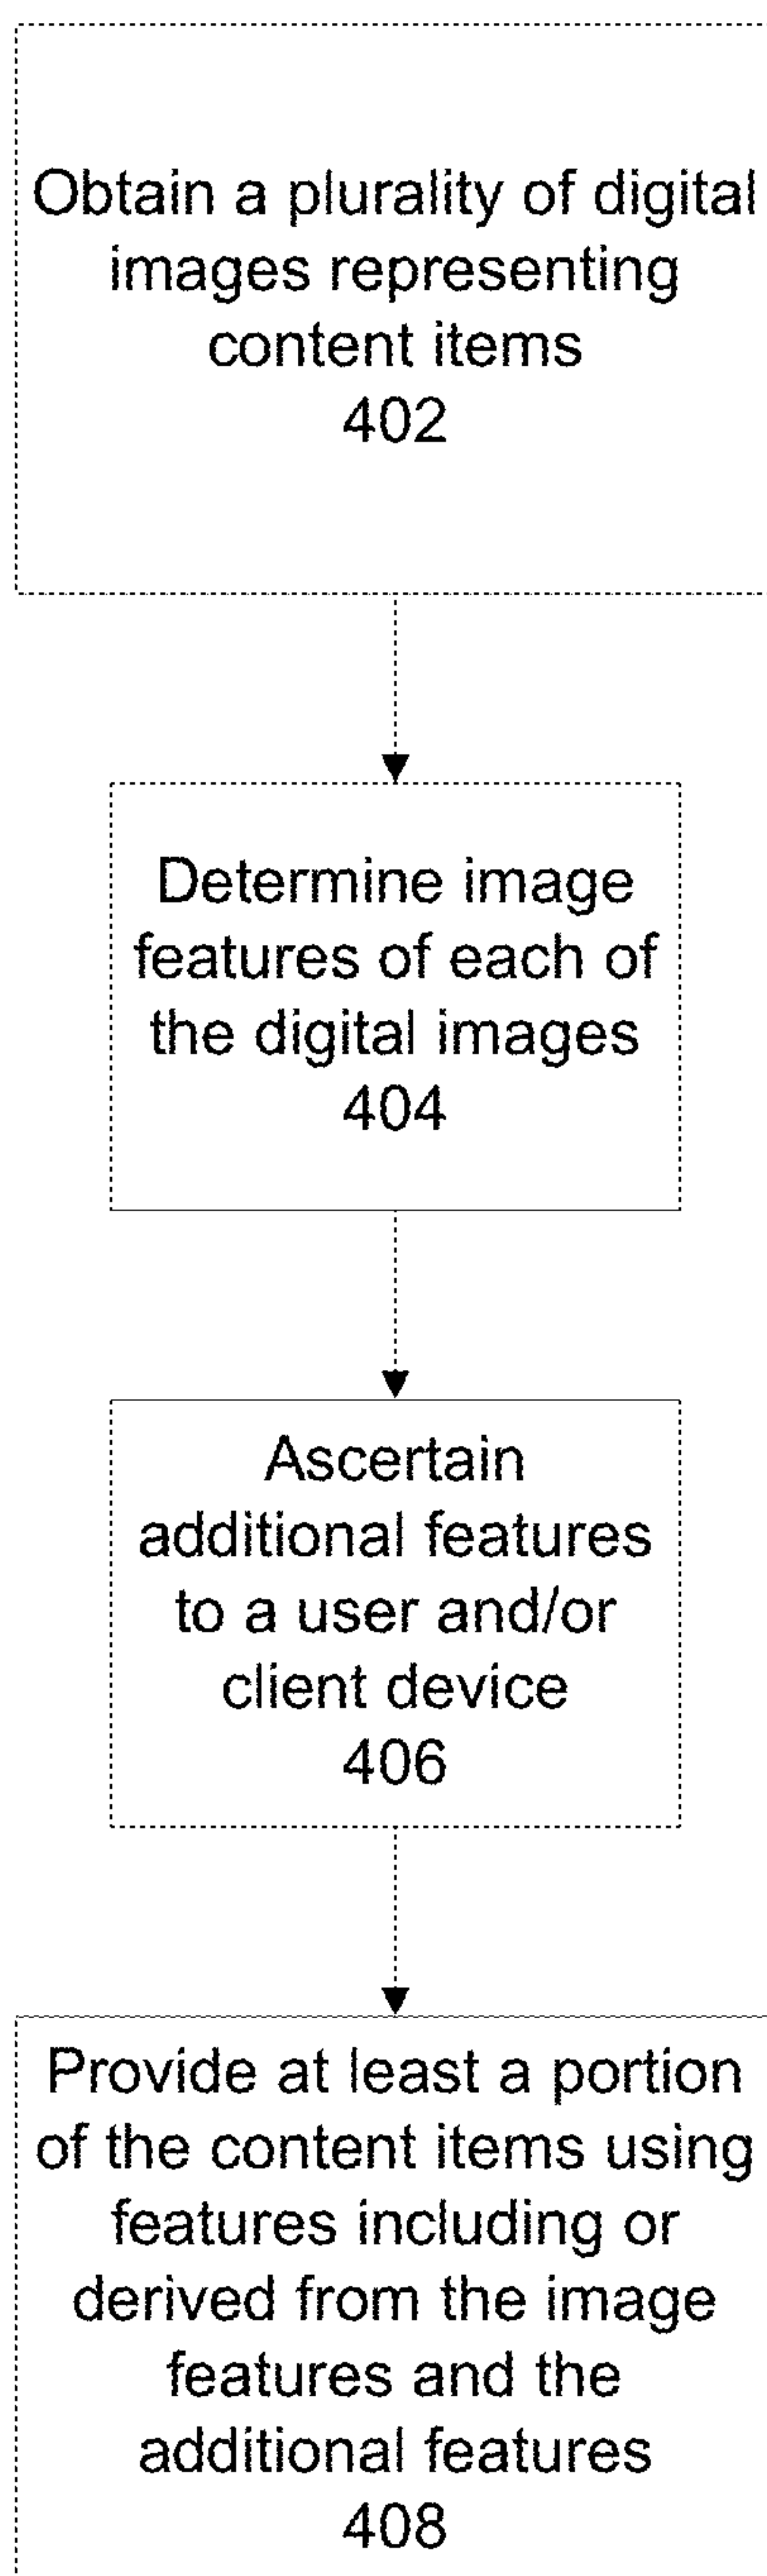 Obtain a plurality of digital
images representing
content items
402
Determine image
features of each of
the digital images
404
Ascertain
additional features
to a user and/or
client device
406
Provide at least a portion
of the content items using
features including or
derived from the image
features and the
additional features
408